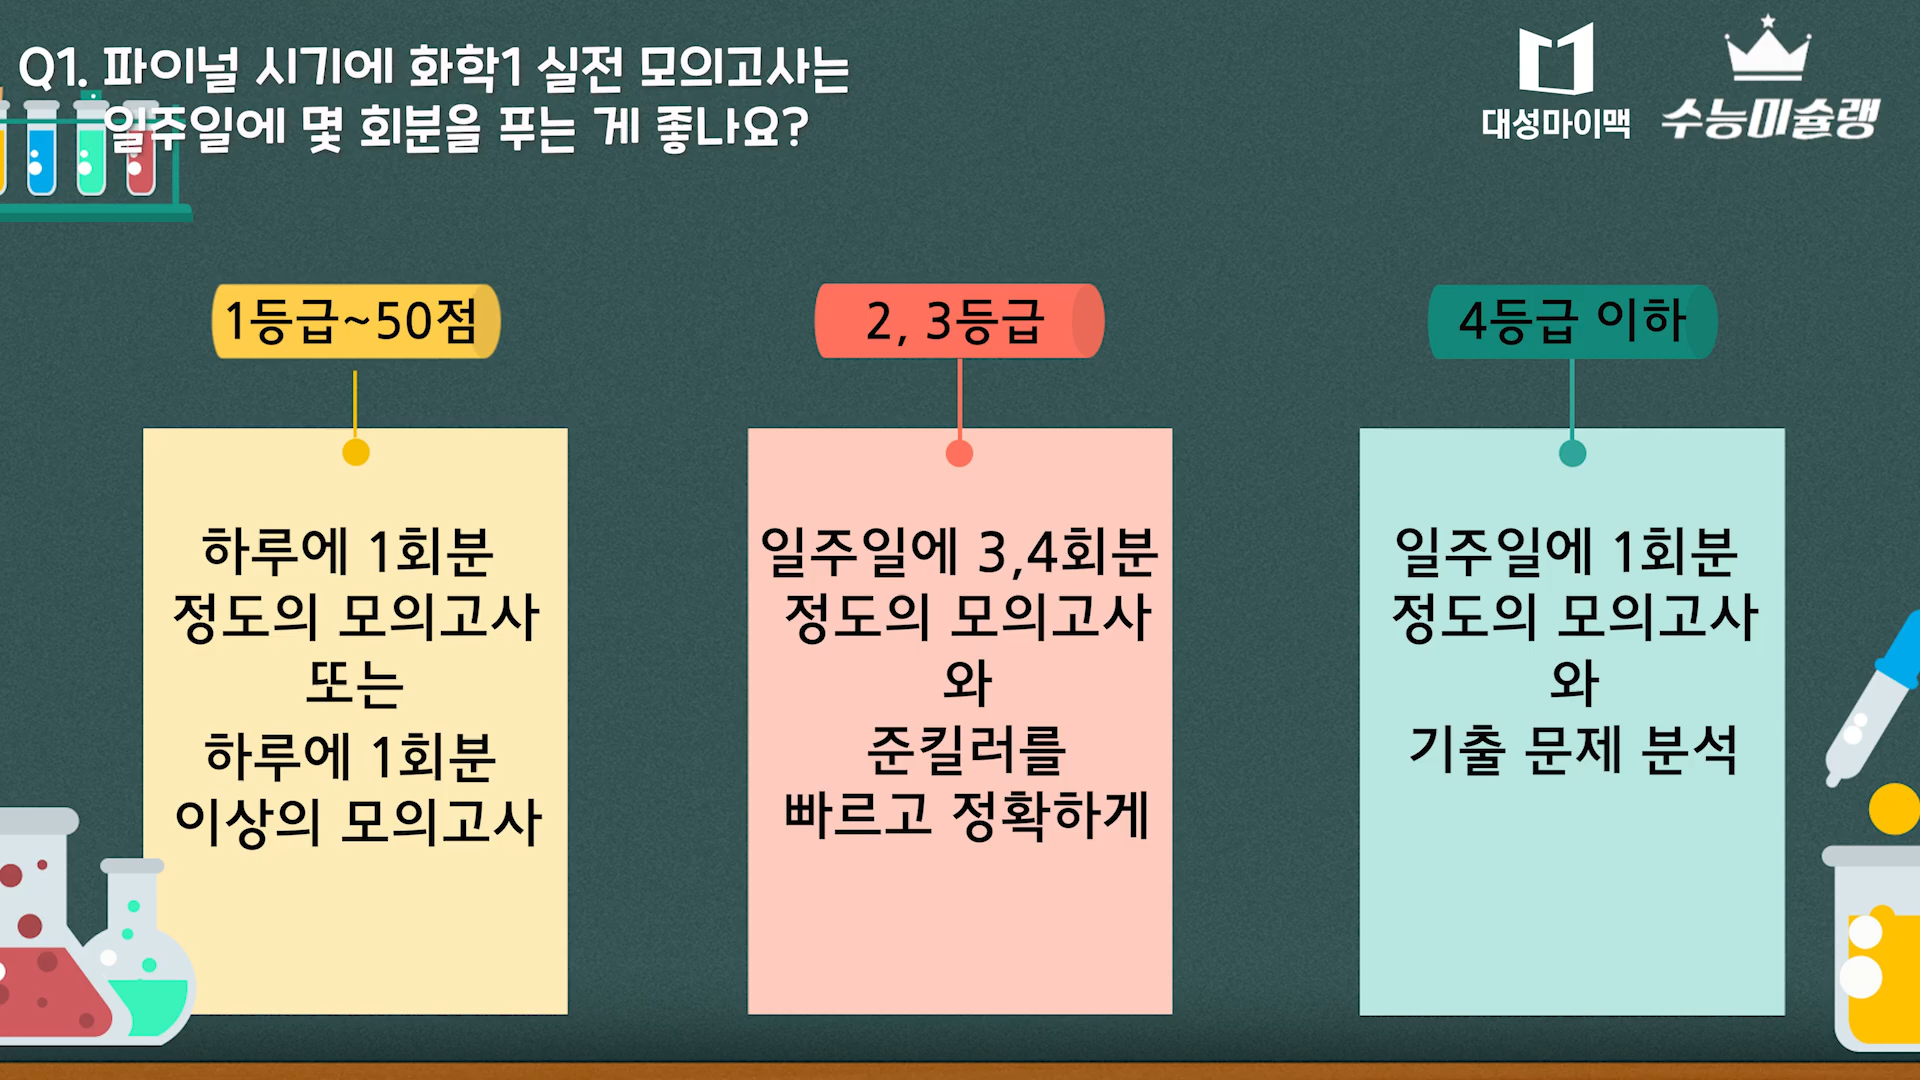 Q1. 파이널 시기에 화학1 실전 모의고사는
일주일에 몇 회분을 푸는 게 좋나요?
대성마이맥
수능미슐랭
1등급~50점
하루에 1회분
정도의 모의고사
또는
하루에 1회분
이상의 모의고사
2, 3등급
일주일에 3,4회분
정도의 모의고사
와
준킬러를
빠르고 정확하게
4등급 이하
일주일에 1회분
정도의 모의고사
와
기출 문제 분석